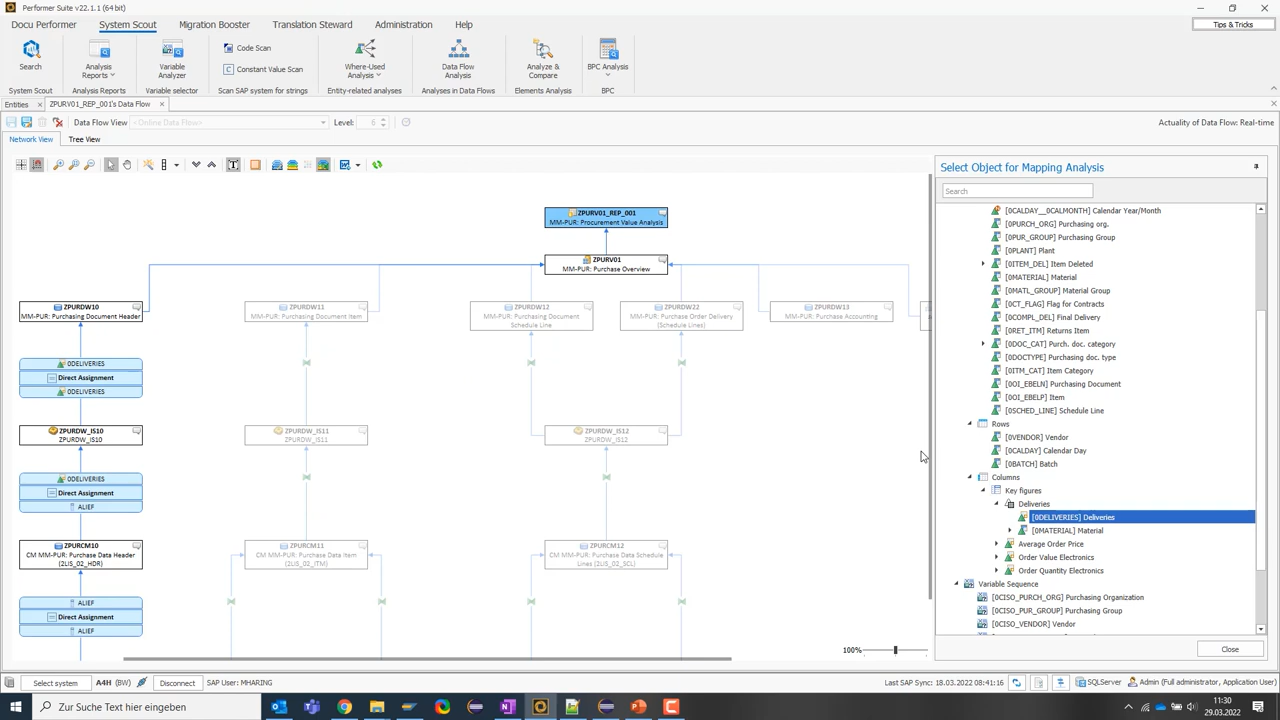 Performer Suite v22.1.1 (64 bit)
Docu Performer
System Scout
Migration Booster
Translation Steward
Administration
Help
Tips & Tricks
Search
Analysis
Reports
Variable
Analyzer
Code Scan
Constant Value Scan
Where-Used
Analysis
Data Flow
Analysis
Analyze &
Compare
BPC Analysis
System Scout
Analysis Reports
Variable selector
Scan SAP system for strings
Entity-related analyses
Analyses in Data Flows
Elements Analysis
BPC
Entities
ZPURV01_REP_001's Data Flow
Data Flow View
<Online Data Flow>
Level:
6
Actuality of Data Flow: Real-time
Network View
Tree View
ZPURV01_REP_001
MM-PUR: Procurement Value Analysis
ZPURV01
MM-PUR: Purchase Overview
ZPURDW10
MM-PUR: Purchasing Document Header
ZPURDW11
MM-PUR: Purchasing Document Item
ZPURDW12
MM-PUR: Purchasing Document
Schedule Line
ZPURDW22
MM-PUR: Purchase Order Delivery
(Schedule Lines)
ZPURDW13
MM-PUR: Purchase Accounting
0DELIVERIES
Direct Assignment
0DELIVERIES
ZPURDW_IS10
ZPURDW_IS10
ZPURDW_IS11
ZPURDW_IS11
ZPURDW_IS12
ZPURDW_IS12
0DELIVERIES
Direct Assignment
ALIEF
ZPURCM10
CM MM-PUR: Purchase Data Header
(2LIS_02_HDR)
ZPURCM11
CM MM-PUR: Purchase Data Item
(2LIS_02_ITM)
ZPURCM12
CM MM-PUR: Purchase Data Schedule
Lines (2LIS_02_SCL)
ALIEF
Direct Assignment
ALIEF
100%
Select Object for Mapping Analysis
Search
[0CALDAY__0CALMONTH] Calendar Year/Month
[0PURCH_ORG] Purchasing org.
[0PUR_GROUP] Purchasing Group
[0PLANT] Plant
[0ITEM_DEL] Item Deleted
[0MATERIAL] Material
[0MATL_GROUP] Material Group
[0CT_FLAG] Flag for Contracts
[0COMPL_DEL] Final Delivery
[0RET_ITM] Returns Item
[0DOC_CAT] Purch. doc. category
[0DOCTYPE] Purchasing doc. type
[0ITM_CAT] Item Category
[0OI_EBELN] Purchasing Document
[0OI_EBELP] Item
[0SCHED_LINE] Schedule Line
Rows
[0VENDOR] Vendor
[0CALDAY] Calendar Day
[0BATCH] Batch
Columns
Key figures
Deliveries
[0DELIVERIES] Deliveries
[0MATERIAL] Material
Average Order Price
Order Value Electronics
Order Quantity Electronics
Variable Sequence
[0CISO_PURCH_ORG] Purchasing Organization
[0CISO_PUR_GROUP] Purchasing Group
[0CISO_VENDOR] Vendor
Close
Select system
A4H (BW)
Disconnect
SAP User: MHARING
Last SAP Sync: 18.03.2022 08:41:16
SQLServer
Admin (Full administrator, Application User)
Zur Suche Text hier eingeben
11:30
29.03.2022